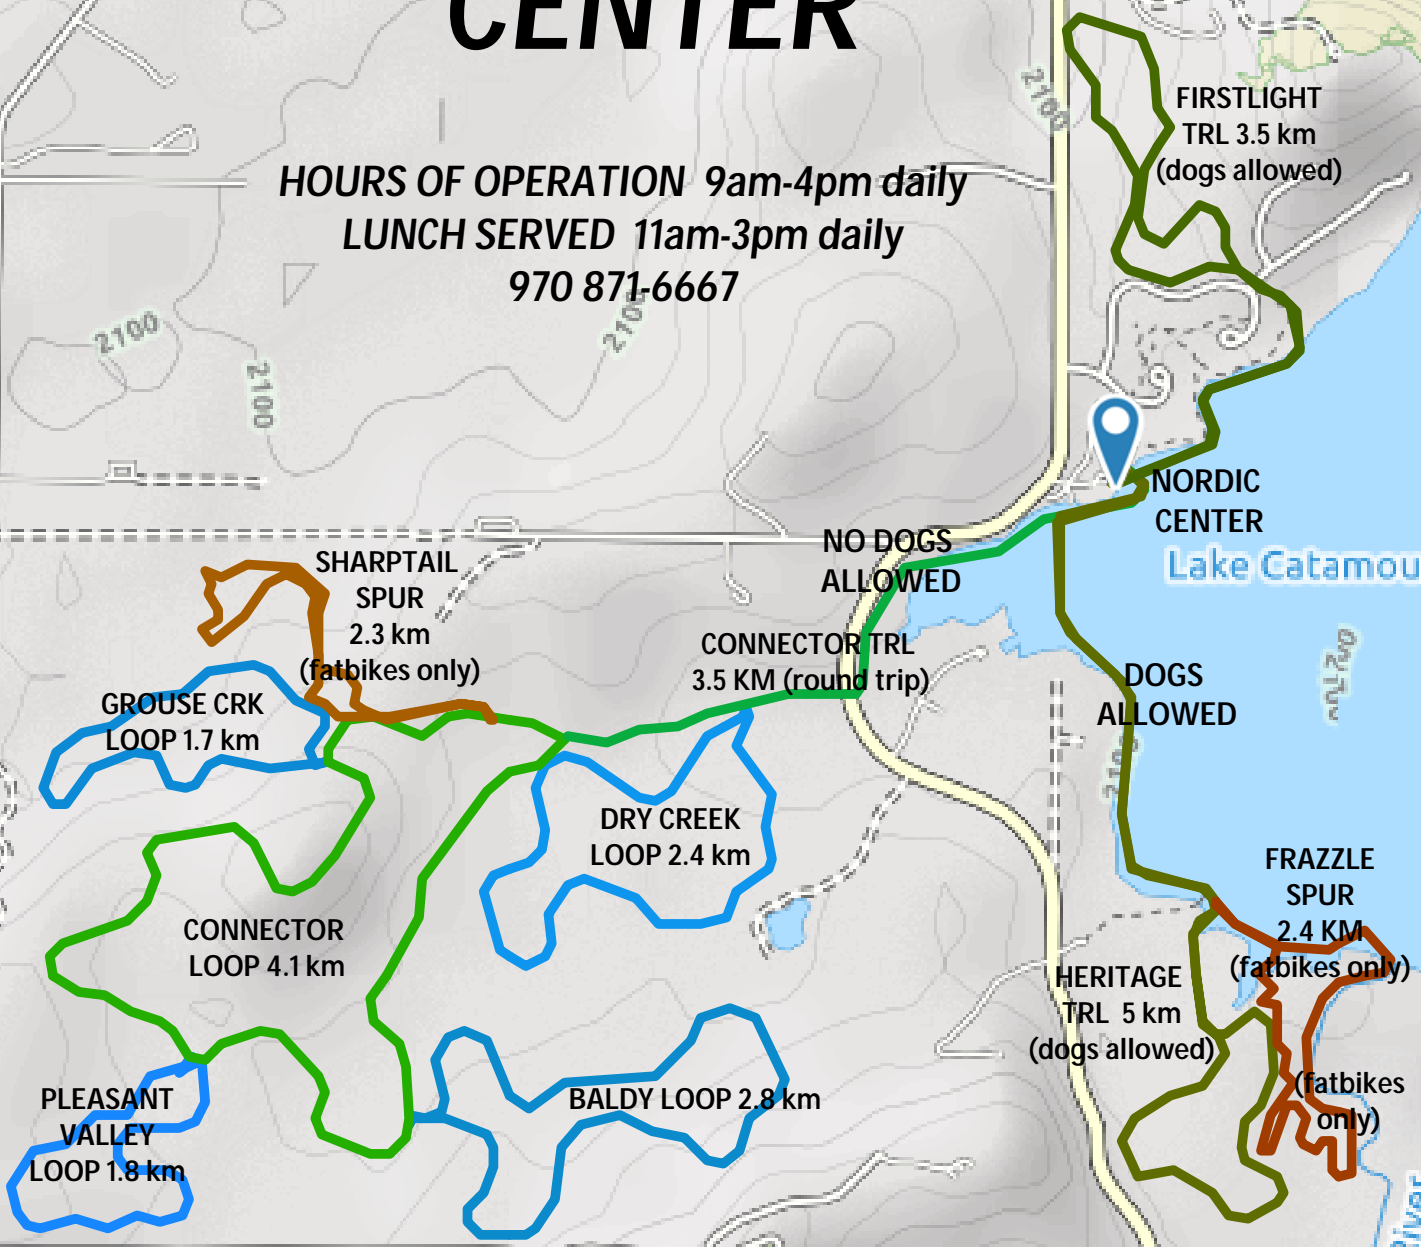 CENTER
HOURS OF OPERATION 9am-4pm daily
LUNCH SERVED 11am-3pm daily
970 871-6667
2100
FIRSTLIGHT
TRL 3.5 km
(dogs allowed)
2100
2100
2100
NORDIC
CENTER
Lake Catamou
NO DOGS
ALLOWED
SHARPTAIL
SPUR
2.3 km
(fatbikes only)
CONNECTOR TRL
3.5 KM (round trip)
DOGS
ALLOWED
GROUSE CRK
LOOP 1.7 km
2100
DRY CREEK
LOOP 2.4 km
FRAZZLE
SPUR
2.4 KM
(fatbikes only)
CONNECTOR
LOOP 4.1 km
HERITAGE
TRL 5 km
(dogs allowed)
(fatbikes
only)
PLEASANT
VALLEY
LOOP 1.8 km
BALDY LOOP 2.8 km
River